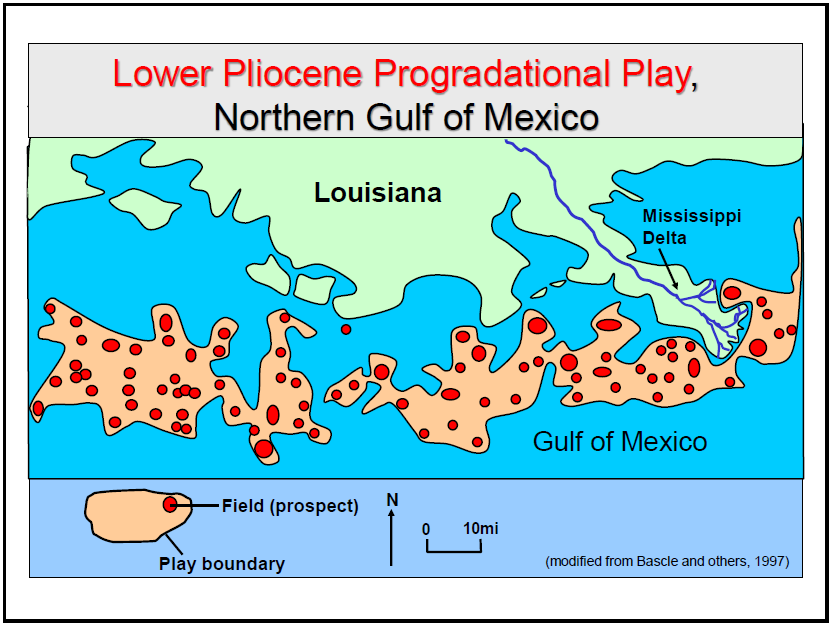 Lower Pliocene Progradational Play,
Northern Gulf of Mexico
Louisiana
Mississippi
Delta
Gulf of Mexico
Field (prospect)
Play boundary
N
0 10mi
(modified from Bascle and others, 1997)